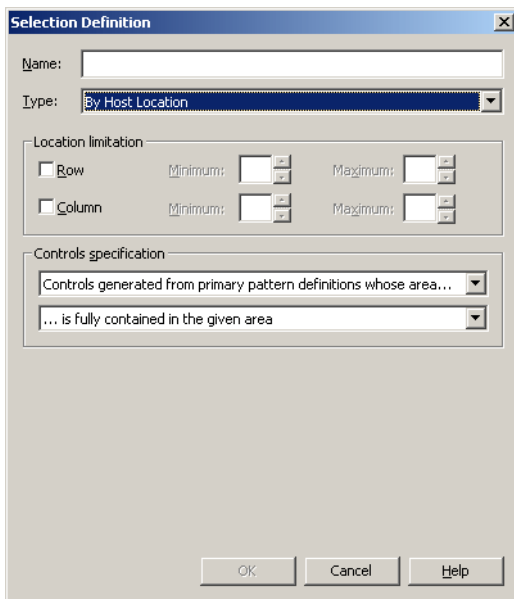 Selection Definition
Name:
Type: By Host Location
Location limitation
Row Minimum: Maximum:
Column Minimum: Maximum:
Controls specification
Controls generated from primary pattern definitions whose area...
... is fully contained in the given area
OK Cancel Help